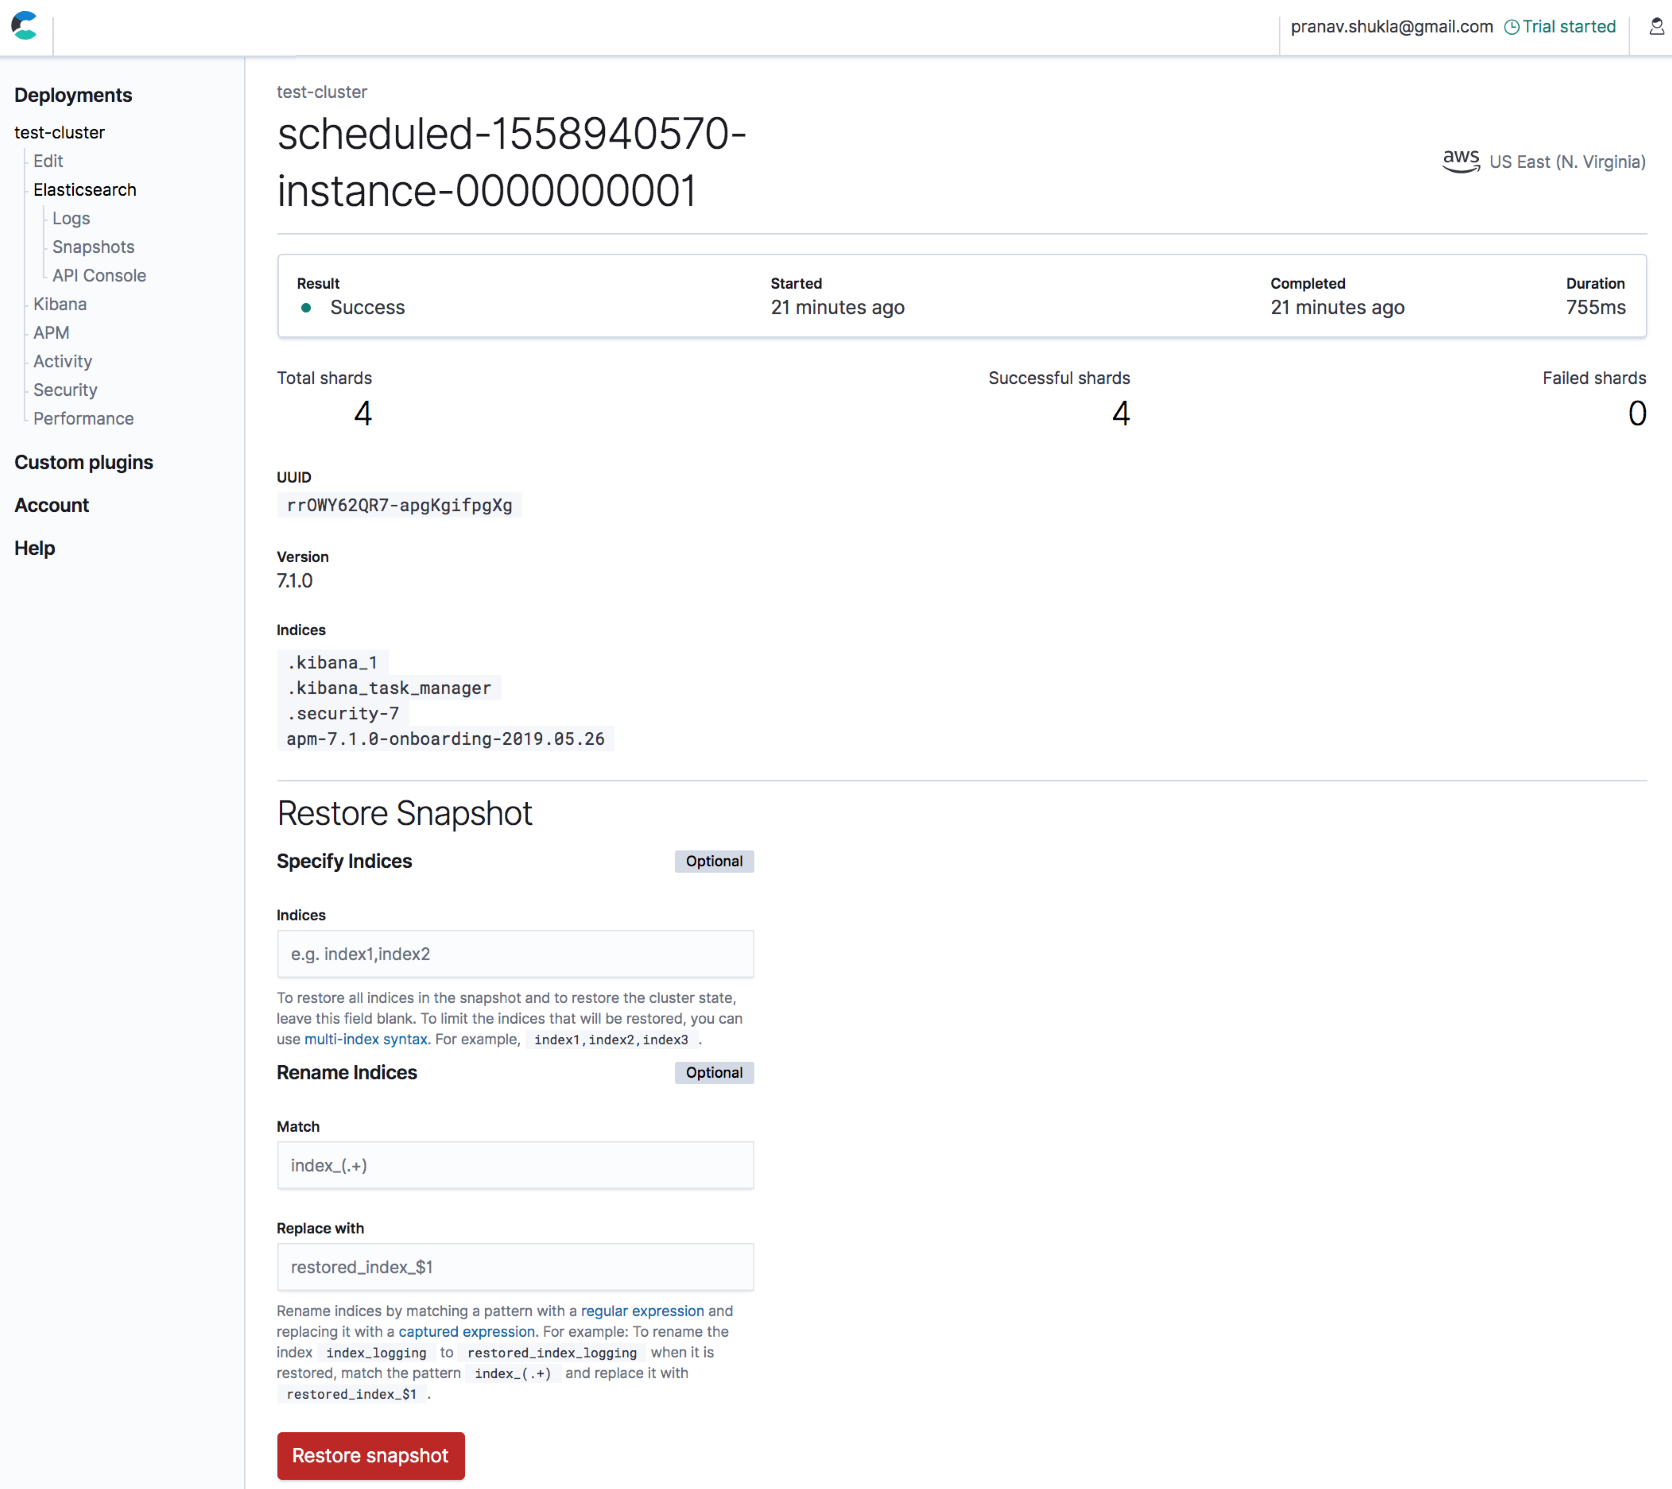 pranav.shukla@gmail.com Trial started
Deployments
test-cluster
Edit
Elasticsearch
Logs
Snapshots
API Console
Kibana
APM
Activity
Security
Performance
Custom plugins
Account
Help
test-cluster
scheduled-1558940570-
instance-0000000001
aws US East (N. Virginia)
Result Started Completed Duration
Success 21 minutes ago 21 minutes ago 755ms
Total shards Successful shards Failed shards
4 4 0
UUID
rrOWY62QR7-apgKgifpgXg
Version
7.1.0
Indices
.kibana_1
.kibana_task_manager
.security-7
apm-7.1.0-onboarding-2019.05.26
Restore Snapshot
Specify Indices Optional
Indices
e.g. index1,index2
To restore all indices in the snapshot and to restore the cluster state,
leave this field blank. To limit the indices that will be restored, you can
use multi-index syntax. For example, index1,index2,index3 .
Rename Indices Optional
Match
index_(.+)
Replace with
restored_index_$1
Rename indices by matching a pattern with a regular expression and
replacing it with a captured expression. For example: To rename the
index index_logging to restored_index_logging when it is
restored, match the pattern index_(.+) and replace it with
restored_index_$1 .
Restore snapshot